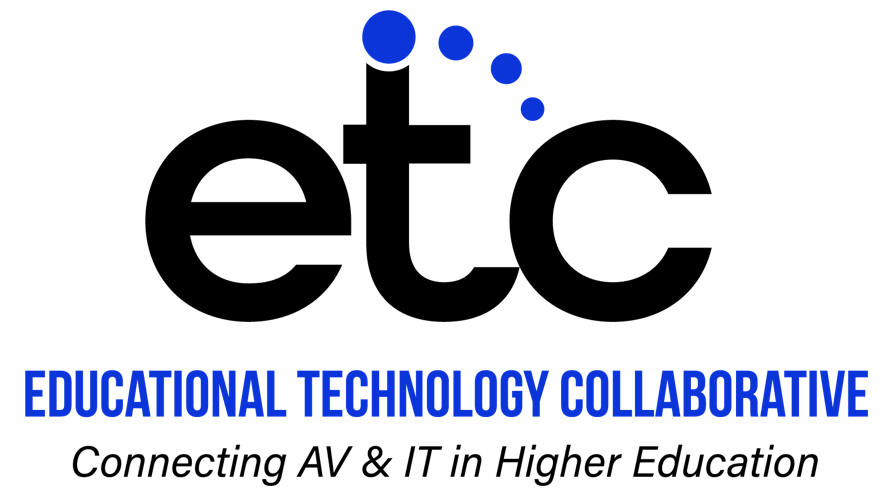 etc
EDUCATIONAL TECHNOLOGY COLLABORATIVE
Connecting AV & IT in Higher Education